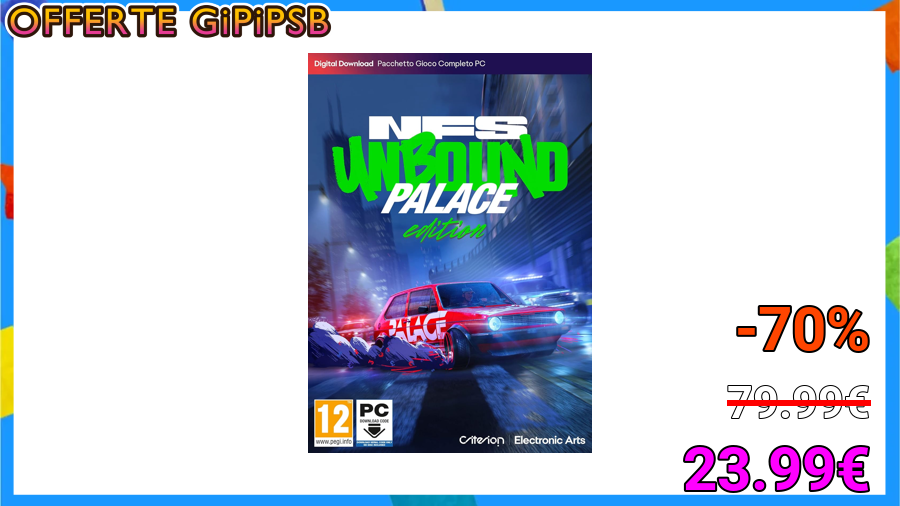 OFFERTE GiPiPSB
Digital Download Pacchetto Gioco Completo PC
NFS
UNBOUND
PALACE
edition
PALACE
12
www.pegi.info
PC
DOWNLOAD CODE
Criterion Electronic Arts
-70%
79.99€
23.99€